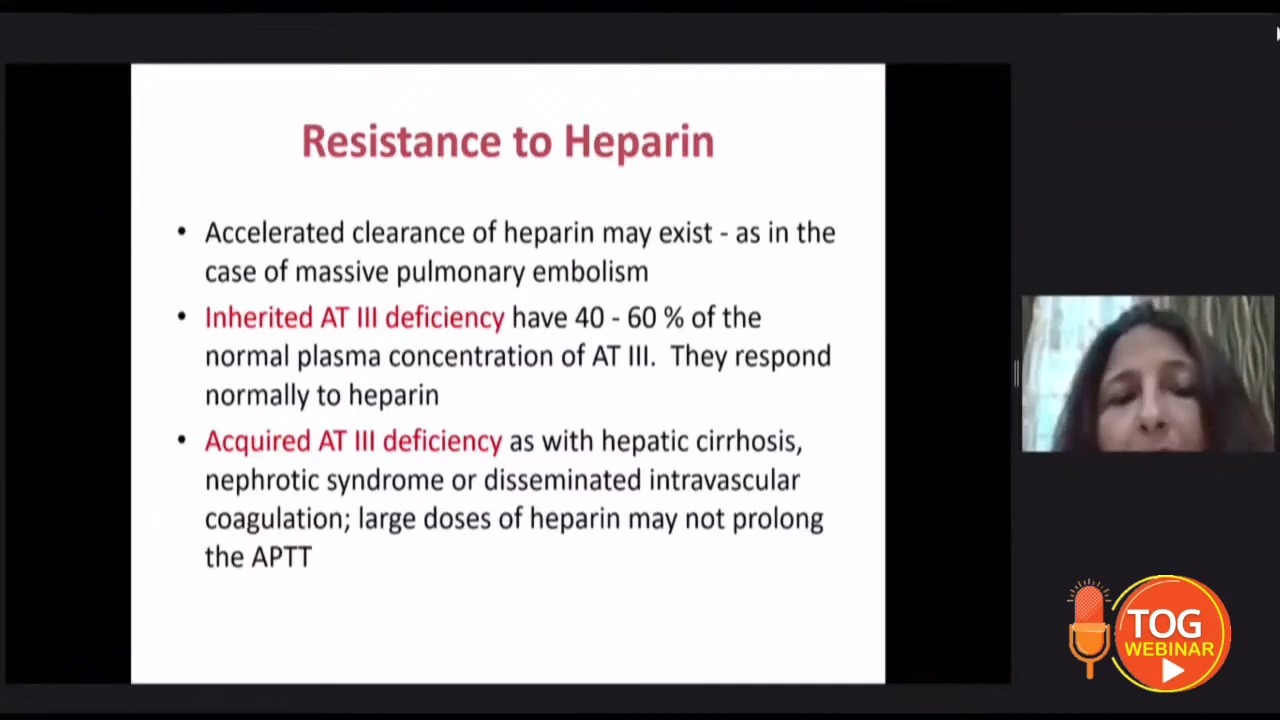 Resistance to Heparin
• Accelerated clearance of heparin may exist - as in the
case of massive pulmonary embolism
• Inherited AT III deficiency have 40 - 60 % of the
normal plasma concentration of AT III.  They respond
normally to heparin
• Acquired AT III deficiency as with hepatic cirrhosis,
nephrotic syndrome or disseminated intravascular
coagulation; large doses of heparin may not prolong
the APTT
TOG
WEBINAR